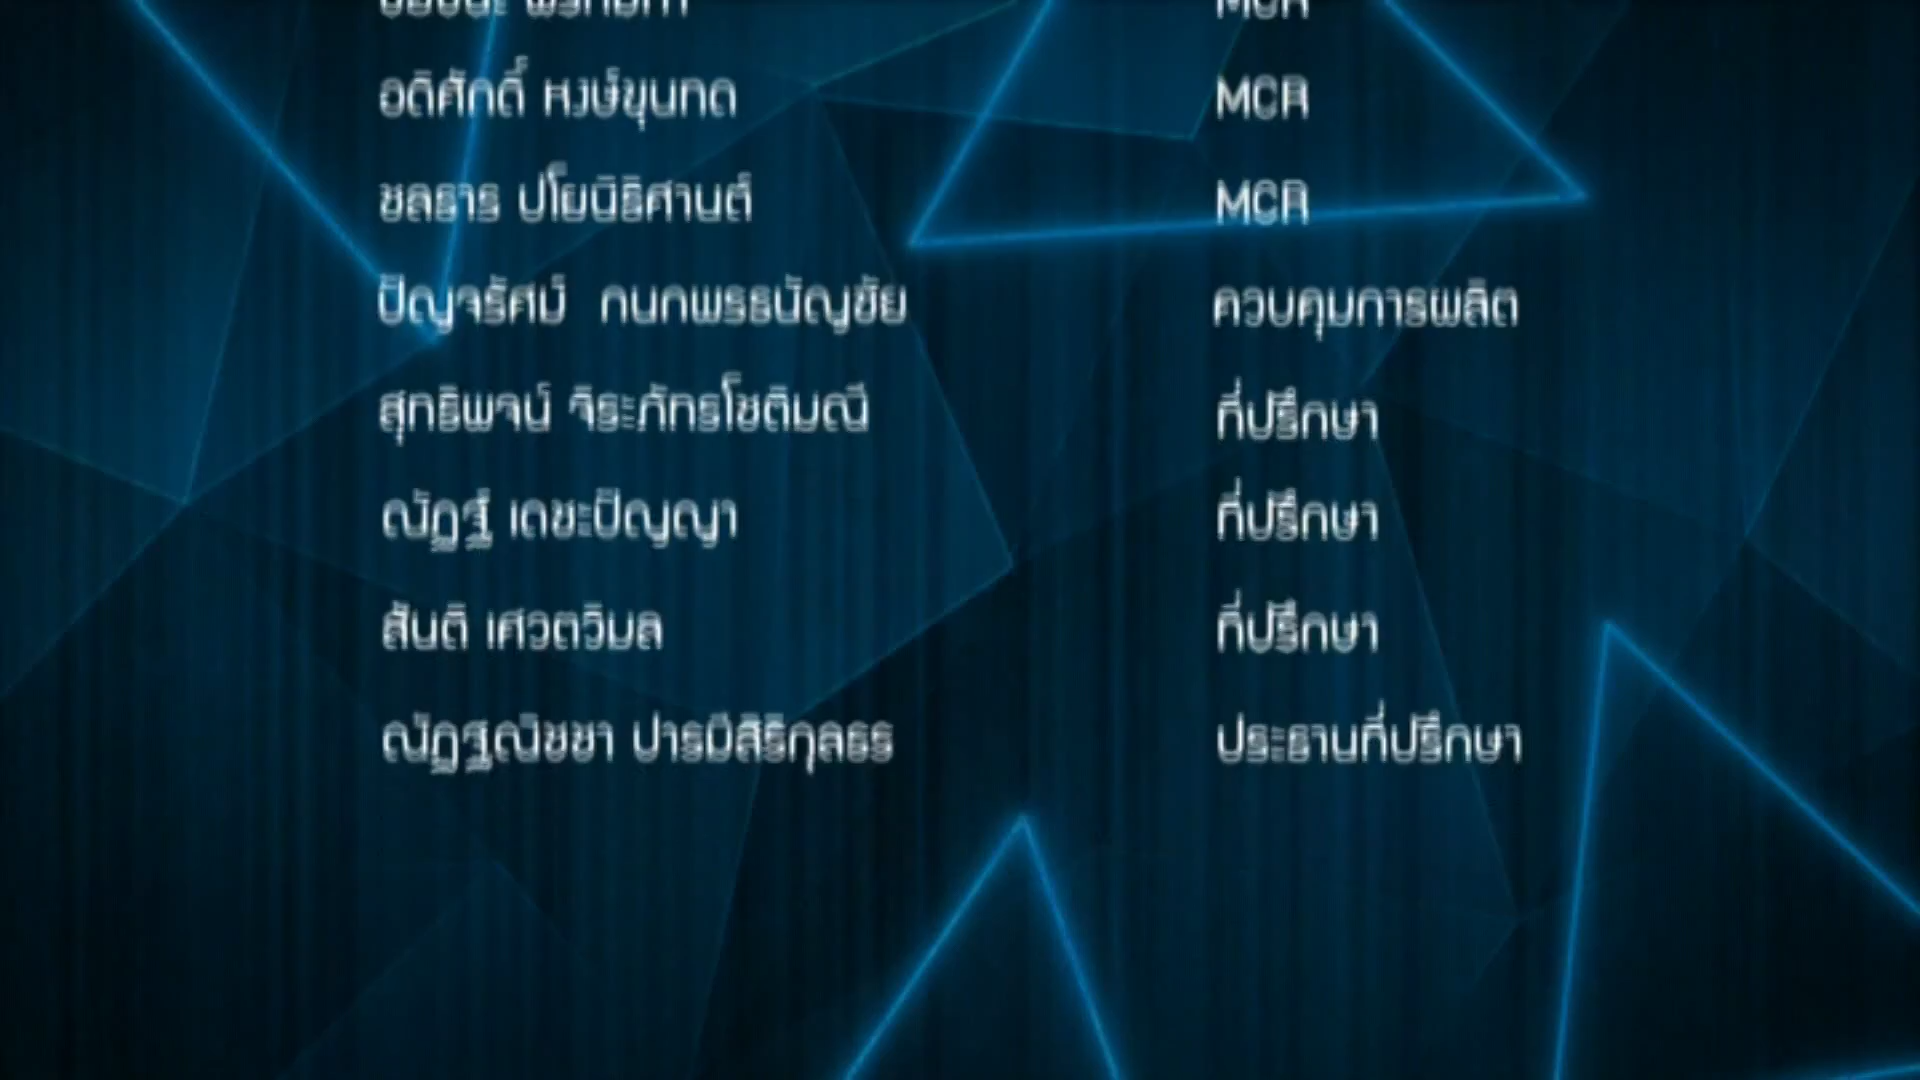 MCR
อดิศักดิ์ หงษ์ขุนทด MCR
ชลธาร ปโยนิธิศานต์ MCR
ปัญจรัศม์ กนกพรรธนัญชัย ควบคุมการผลิต
สุทธิพจน์ จิระภัทรโชติมณี ที่ปรึกษา
ณัฏฐ์ เดชะปัญญา ที่ปรึกษา
สันติ เศวตวิมล ที่ปรึกษา
ณัฏฐณิชชา ปารมีสิริกุลธร ประธานที่ปรึกษา